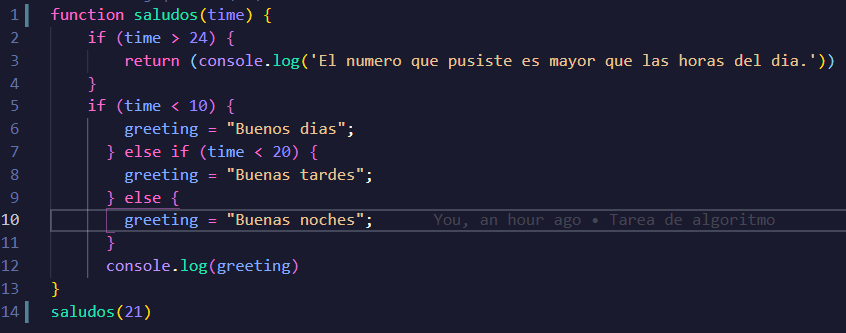 1 function saludos(time) {
2 if (time > 24) {
3 return (console.log('El numero que pusiste es mayor que las horas del dia.'))
4 }
5 if (time < 10) {
6 greeting = "Buenos dias";
7 } else if (time < 20) {
8 greeting = "Buenas tardes";
9 } else {
10 greeting = "Buenas noches"; You, an hour ago • Tarea de algoritmo
11 }
12 console.log(greeting)
13 }
14 saludos(21)